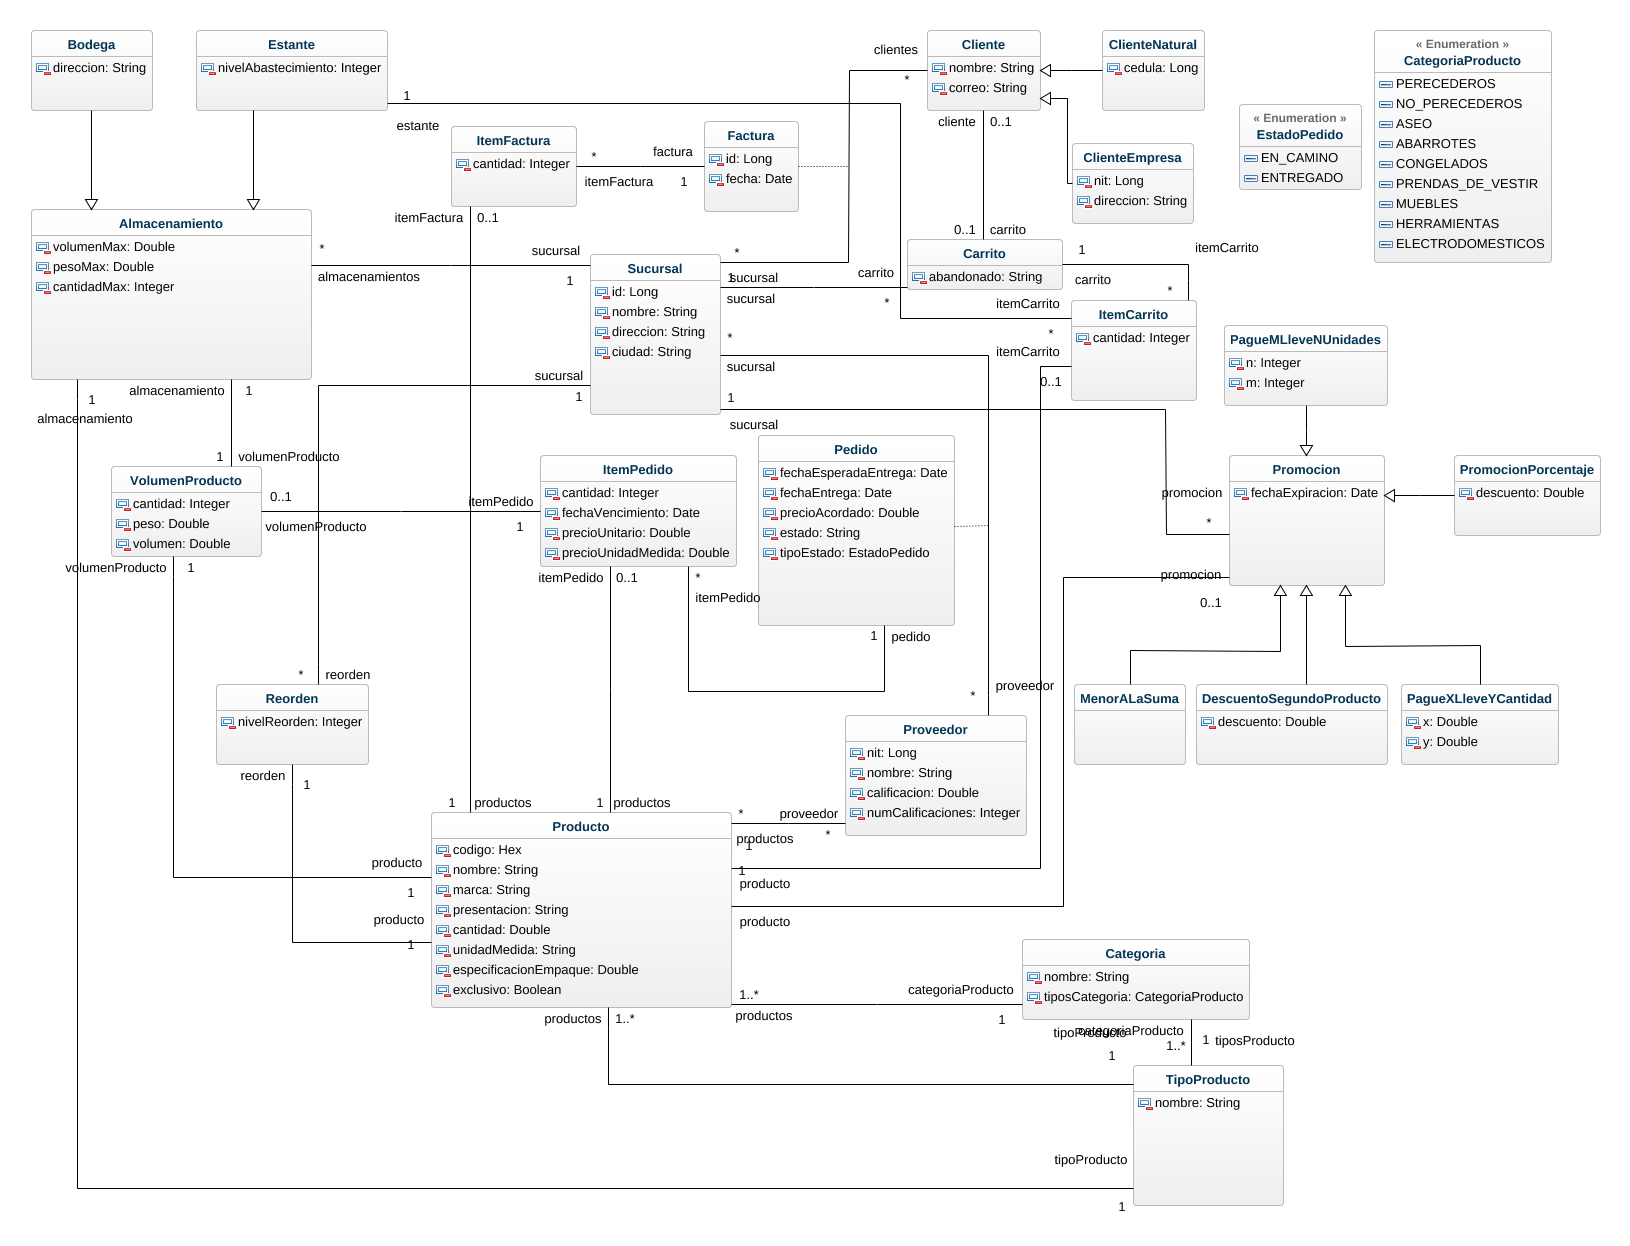 Bodega
direccion: String
Estante
nivelAbastecimiento: Integer
1
estante
ItemFactura
cantidad: Integer
*
itemFactura
factura
1
Factura
id: Long
fecha: Date
clientes
*
Cliente
nombre: String
correo: String
cliente
0..1
ClienteNatural
cedula: Long
ClienteEmpresa
nit: Long
direccion: String
« Enumeration »
EstadoPedido
EN_CAMINO
ENTREGADO
« Enumeration »
CategoriaProducto
PERECEDEROS
NO_PERECEDEROS
ASEO
ABARROTES
CONGELADOS
PRENDAS_DE_VESTIR
MUEBLES
HERRAMIENTAS
ELECTRODOMESTICOS
Almacenamiento
volumenMax: Double
pesoMax: Double
cantidadMax: Integer
*
almacenamientos
sucursal
1
itemFactura
0..1
Sucursal
id: Long
nombre: String
direccion: String
ciudad: String
*
sucursal
1
sucursal
carrito
*
0..1
carrito
Carrito
abandonado: String
1
carrito
itemCarrito
*
itemCarrito
*
itemCarrito
0..1
ItemCarrito
cantidad: Integer
*
sucursal
1
sucursal
sucursal
1
PagueMLleveNUnidades
n: Integer
m: Integer
almacenamiento
1
1
almacenamiento
1
volumenProducto
VolumenProducto
cantidad: Integer
peso: Double
volumen: Double
0..1
volumenProducto
itemPedido
1
volumenProducto
1
ItemPedido
cantidad: Integer
fechaVencimiento: Date
precioUnitario: Double
precioUnidadMedida: Double
itemPedido
0..1
*
itemPedido
Pedido
fechaEsperadaEntrega: Date
fechaEntrega: Date
precioAcordado: Double
estado: String
tipoEstado: EstadoPedido
1
pedido
promocion
*
Promocion
fechaExpiracion: Date
promocion
0..1
PromocionPorcentaje
descuento: Double
*
reorden
Reorden
nivelReorden: Integer
reorden
1
proveedor
*
Proveedor
nit: Long
nombre: String
calificacion: Double
numCalificaciones: Integer
MenorALaSuma
DescuentoSegundoProducto
descuento: Double
PagueXLleveYCantidad
x: Double
y: Double
1
productos
1
productos
Producto
codigo: Hex
nombre: String
marca: String
presentacion: String
cantidad: Double
unidadMedida: String
especificacionEmpaque: Double
exclusivo: Boolean
*
productos
proveedor
*
1
1
producto
producto
producto
1
producto
1
1..*
productos
categoriaProducto
1
productos
1..*
Categoria
nombre: String
tiposCategoria: CategoriaProducto
tipoProducto
categoriaProducto
1
1..*
1
tiposProducto
TipoProducto
nombre: String
tipoProducto
1